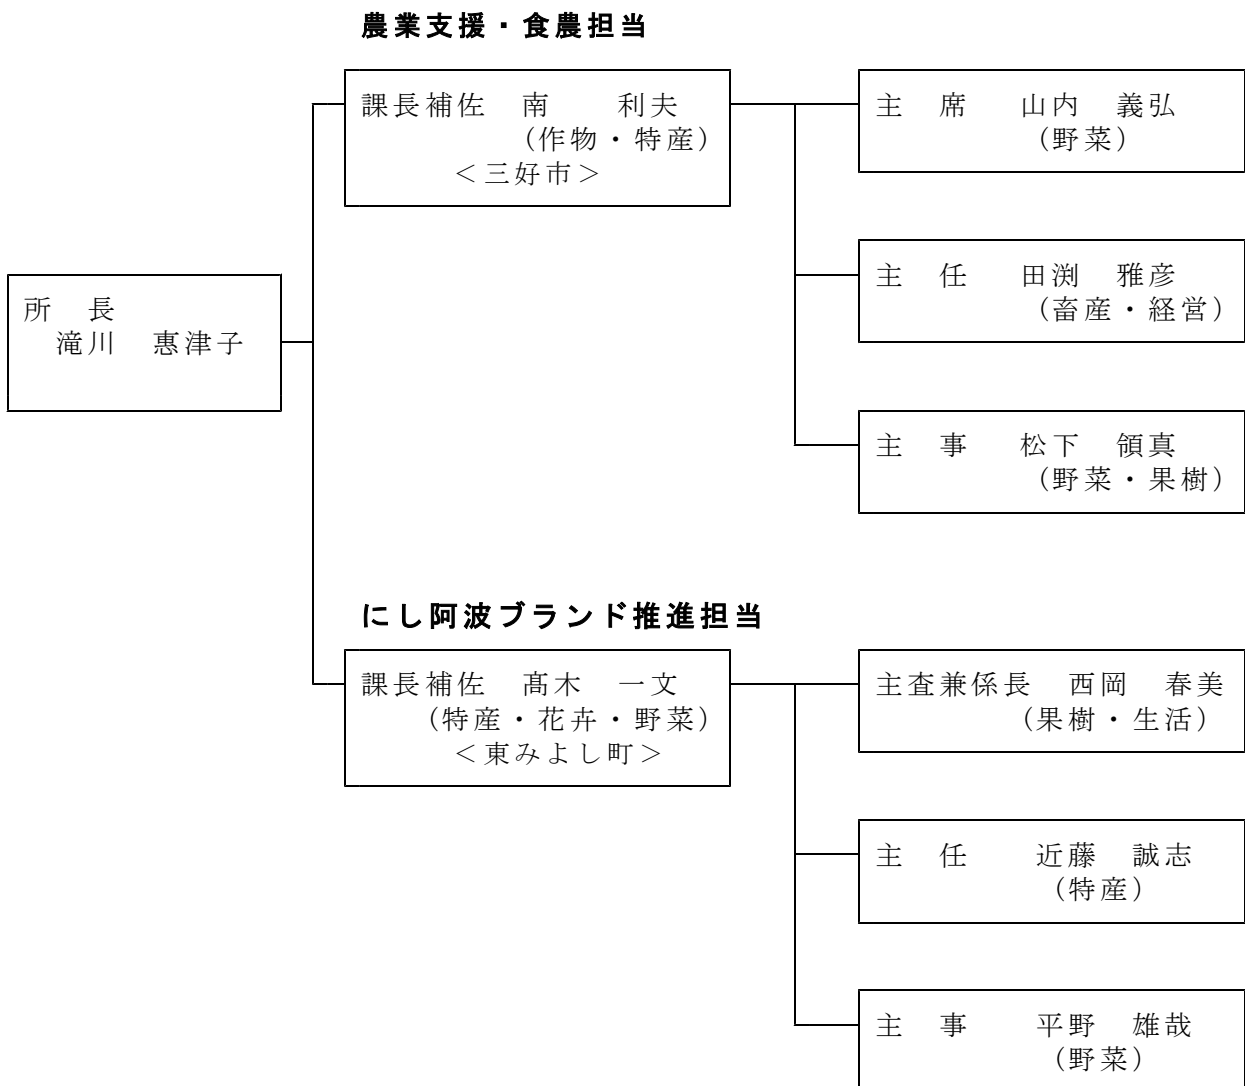 農業支援・食農担当
課長補佐　南　　利夫
（作物・特産）
＜三好市＞
主　席　山内　義弘
（野菜）
主　任　田渕　雅彦
（畜産・経営）
主　事　松下　領真
（野菜・果樹）
所　長
滝川　惠津子
にし阿波ブランド推進担当
課長補佐　髙木　一文
（特産・花卉・野菜）
＜東みよし町＞
主査兼係長　西岡　春美
（果樹・生活）
主　任　近藤　誠志
（特産）
主　事　平野　雄哉
（野菜）